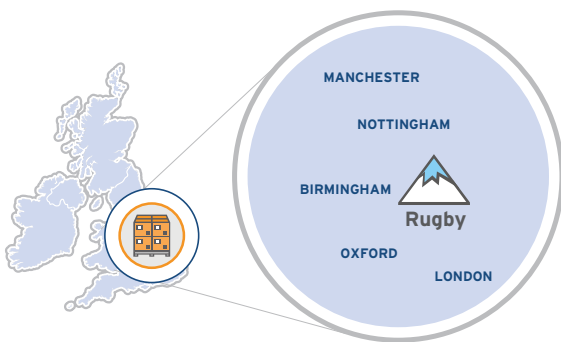 MANCHESTER
NOTTINGHAM
BIRMINGHAM
Rugby
OXFORD
LONDON